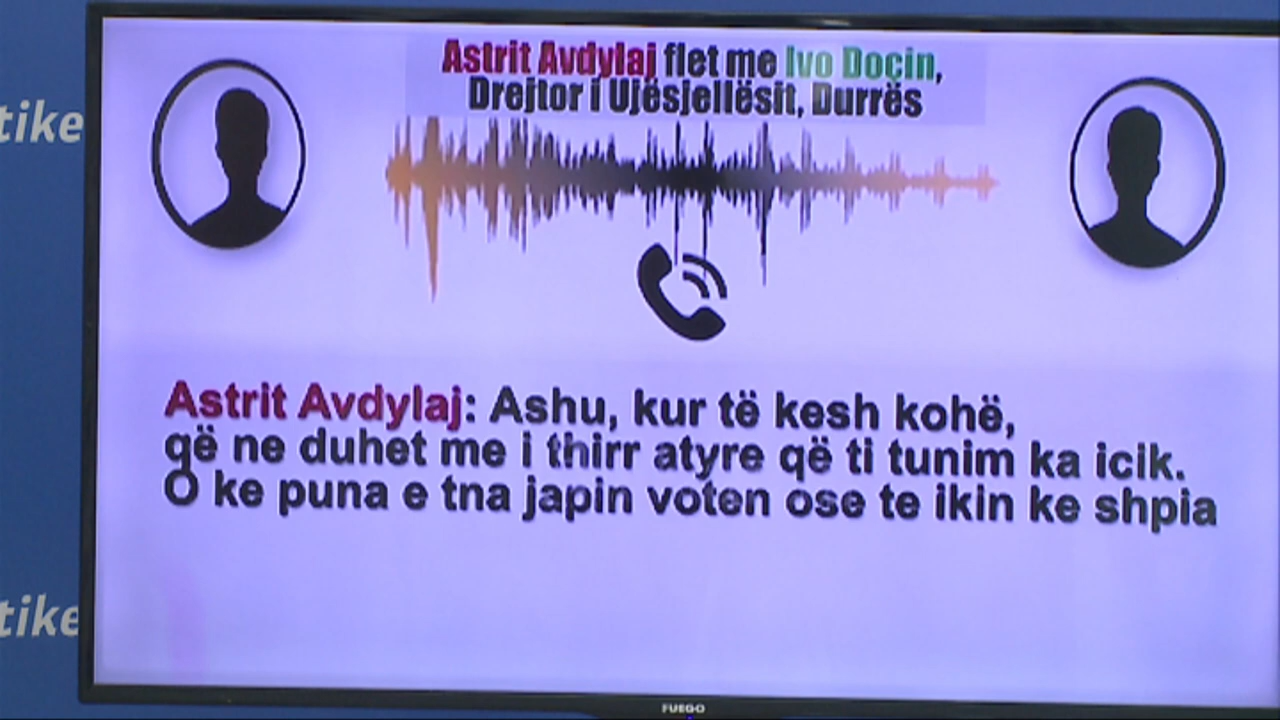 tike
Astrit Avdylaj flet me Ivo Doçin,
Drejtor i Ujësjellësit, Durrës
Astrit Avdylaj: Ashu, kur të kesh kohë,
që ne duhet me i thirr atyre që ti tunim ka icik.
O ke puna e tna japin voten ose te ikin ke shpia
tike
FUEGO